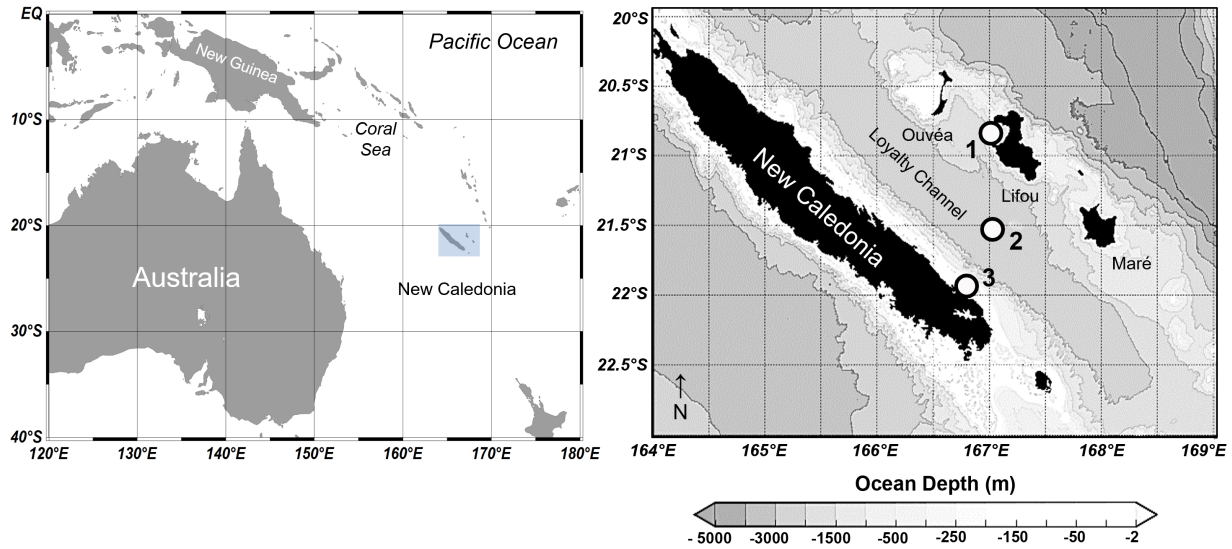 EQ
10°S
20°S
30°S
40°S
120°E
130°E
140°E
150°E
160°E
170°E
180°E
Pacific Ocean
New Guinea
Coral
Sea
Australia
New Caledonia
20°S
20.5°S
21°S
21.5°S
22°S
22.5°S
164°E
165°E
166°E
167°E
168°E
169°E
Ouvéa
1
Loyalty Channel
Lifou
New Caledonia
2
Maré
3
↑
N
Ocean Depth (m)
- 5000
-3000
-1500
-500
-250
-150
-50
-2